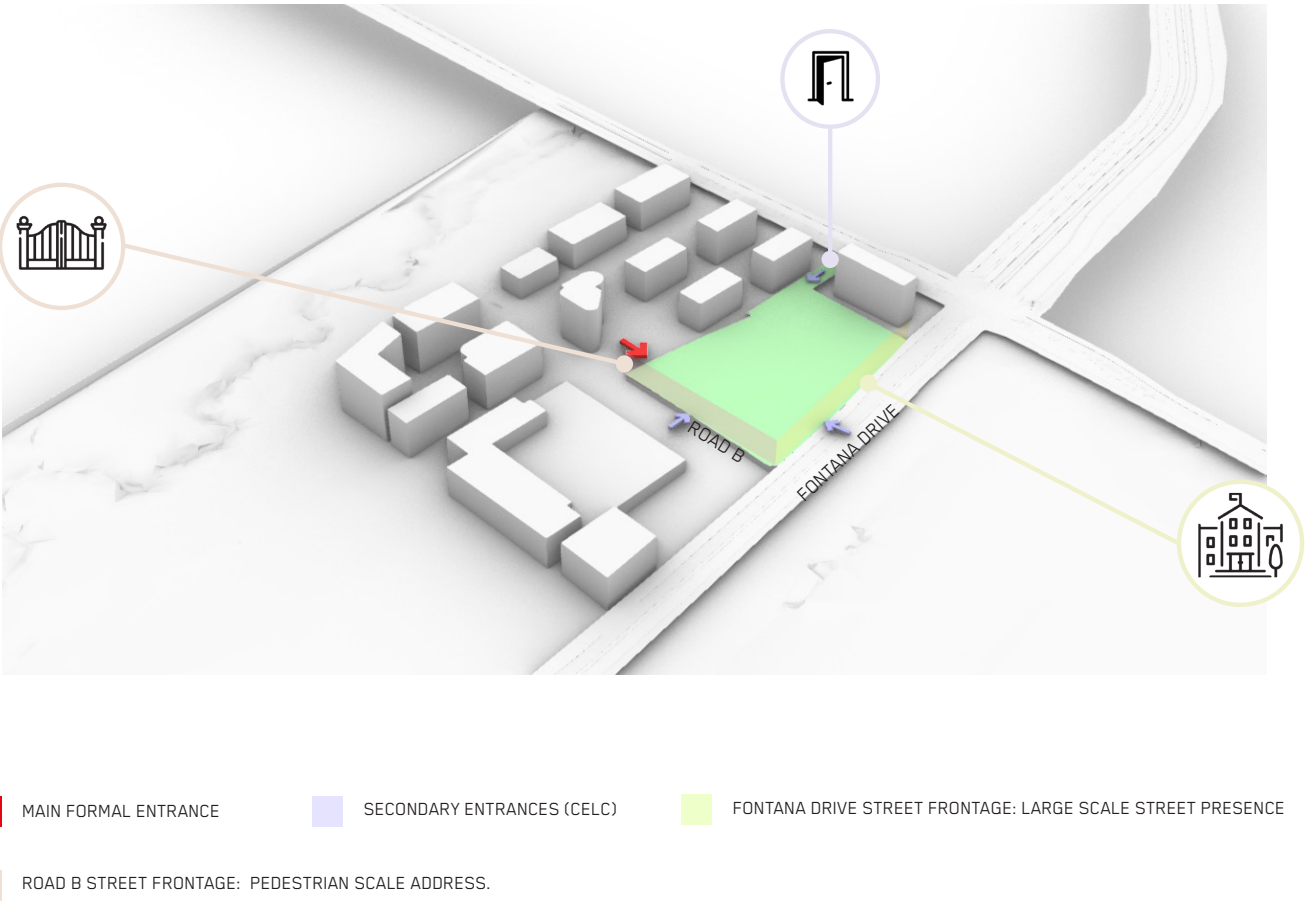 ROAD B
FONTANA DRIVE
MAIN FORMAL ENTRANCE
SECONDARY ENTRANCES (CELC)
FONTANA DRIVE STREET FRONTAGE: LARGE SCALE STREET PRESENCE
ROAD B STREET FRONTAGE: PEDESTRIAN SCALE ADDRESS.